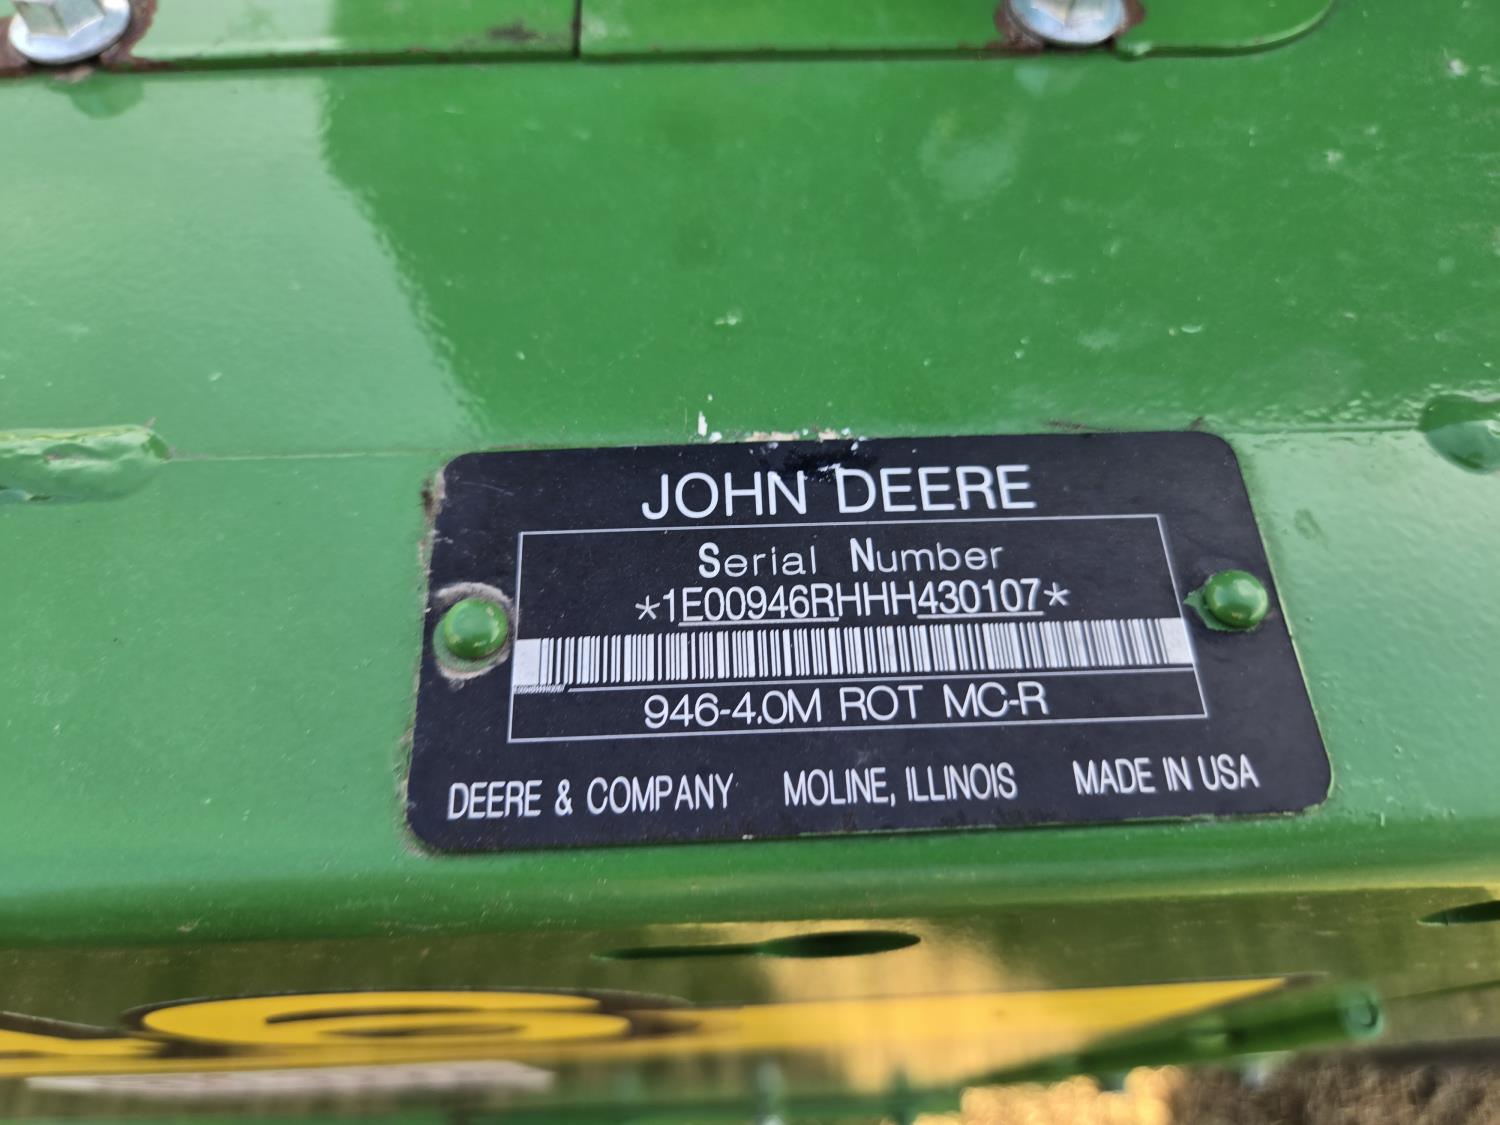 JOHN DEERE
Serial Number
*1E00946RHHH430107*
946-4.0M ROT MC-R
DEERE & COMPANY MOLINE, ILLINOIS MADE IN USA